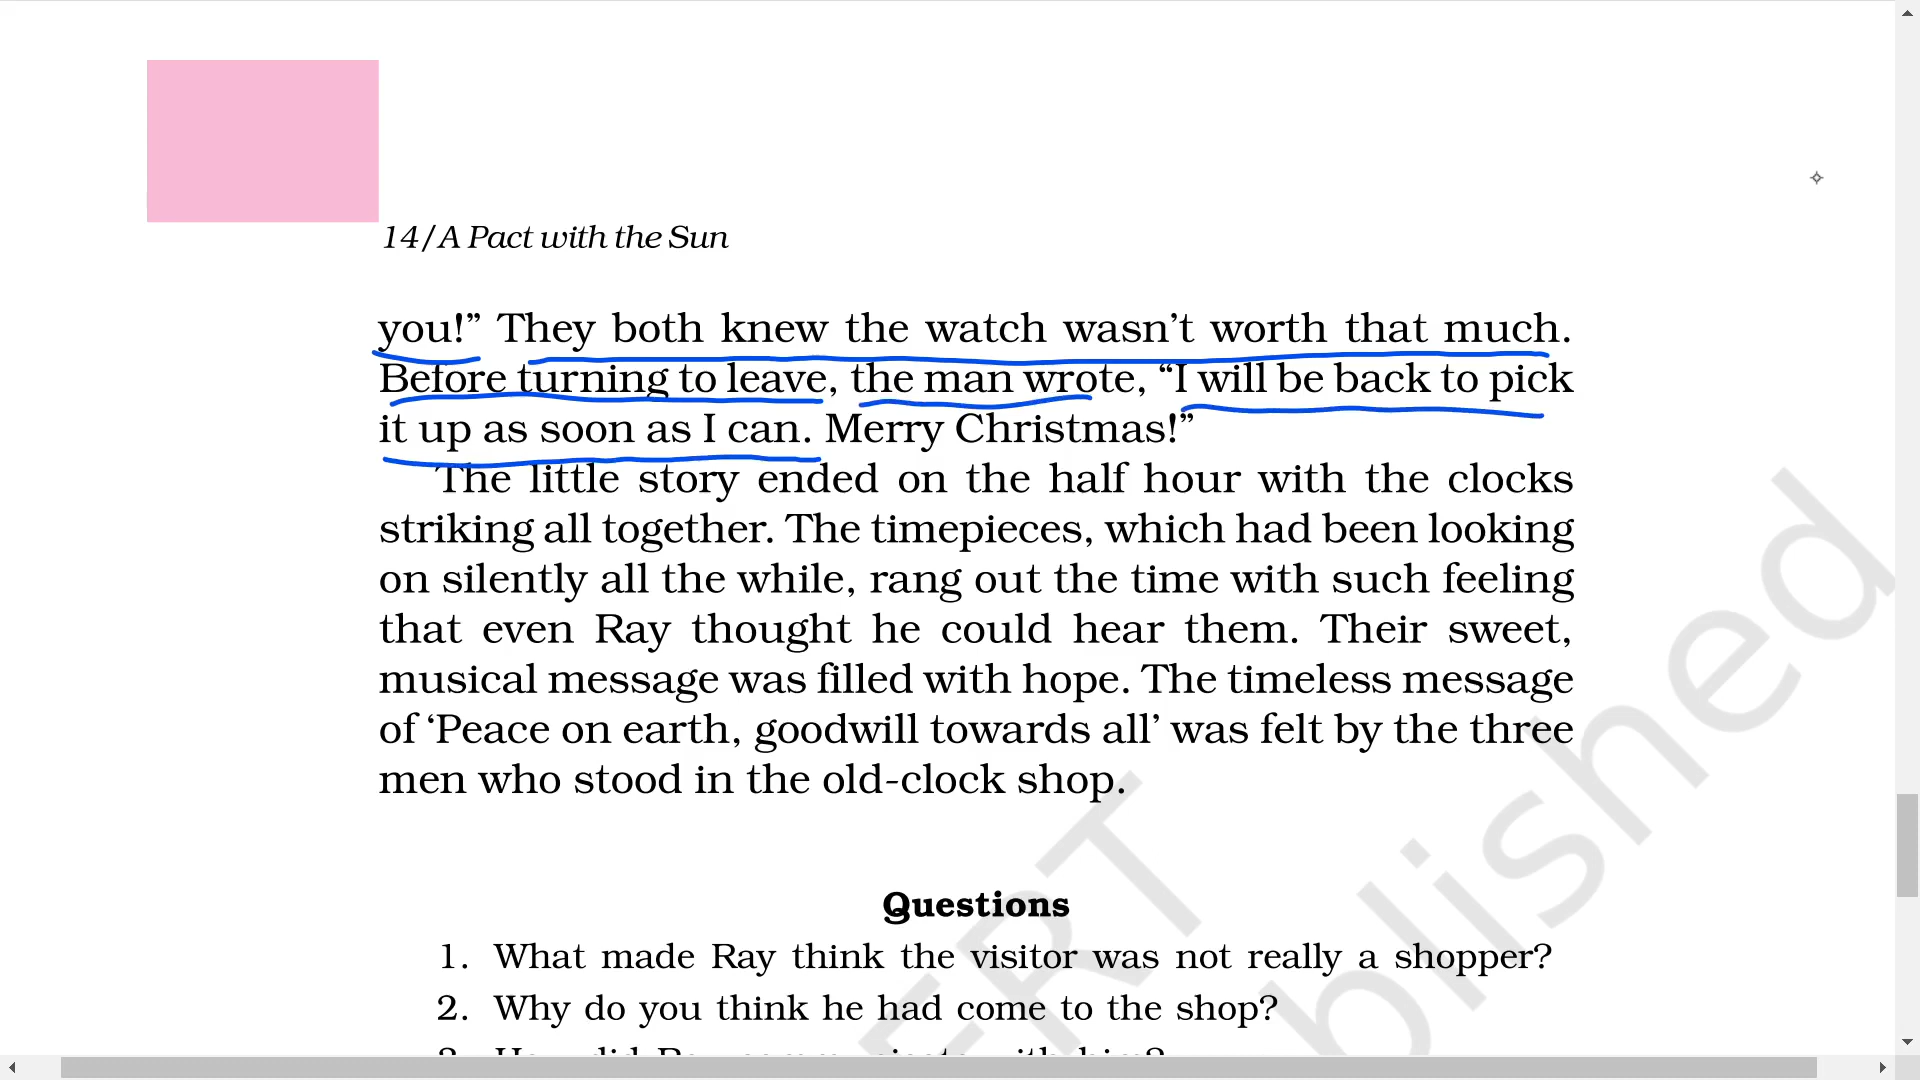 14/A Pact with the Sun
you!” They both knew the watch wasn’t worth that much.
Before turning to leave, the man wrote, “I will be back to pick
it up as soon as I can. Merry Christmas!”
The little story ended on the half hour with the clocks
striking all together. The timepieces, which had been looking
on silently all the while, rang out the time with such feeling
that even Ray thought he could hear them. Their sweet,
musical message was filled with hope. The timeless message
of ‘Peace on earth, goodwill towards all’ was felt by the three
men who stood in the old-clock shop.
Questions
1. What made Ray think the visitor was not really a shopper?
2. Why do you think he had come to the shop?